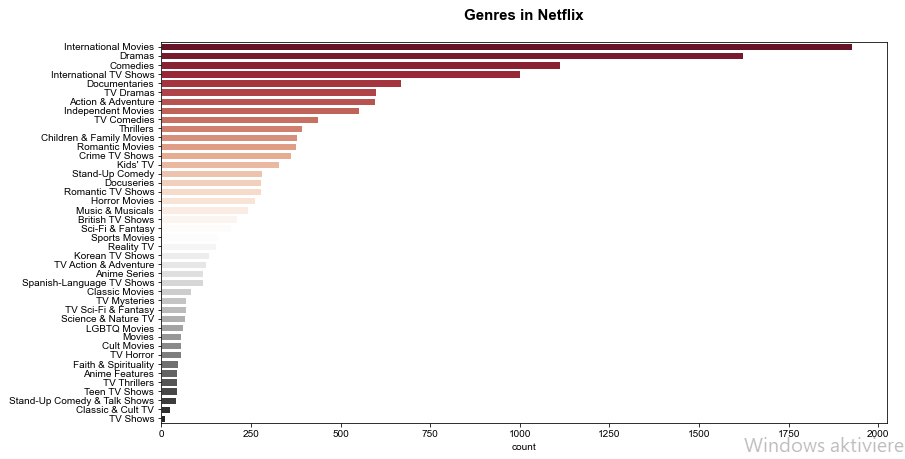 Genres in Netflix
International Movies
Dramas
Comedies
International TV Shows
Documentaries
TV Dramas
Action & Adventure
Independent Movies
TV Comedies
Thrillers
Children & Family Movies
Romantic Movies
Crime TV Shows
Kids' TV
Stand-Up Comedy
Docuseries
Romantic TV Shows
Horror Movies
Music & Musicals
British TV Shows
Sci-Fi & Fantasy
Sports Movies
Reality TV
Korean TV Shows
TV Action & Adventure
Anime Series
Spanish-Language TV Shows
Classic Movies
TV Mysteries
TV Sci-Fi & Fantasy
Science & Nature TV
LGBTQ Movies
Movies
Cult Movies
TV Horror
Faith & Spirituality
Anime Features
TV Thrillers
Teen TV Shows
Stand-Up Comedy & Talk Shows
Classic & Cult TV
TV Shows
0 250 500 750 1000 1250 1500 1750 2000
count
Windows aktiviere